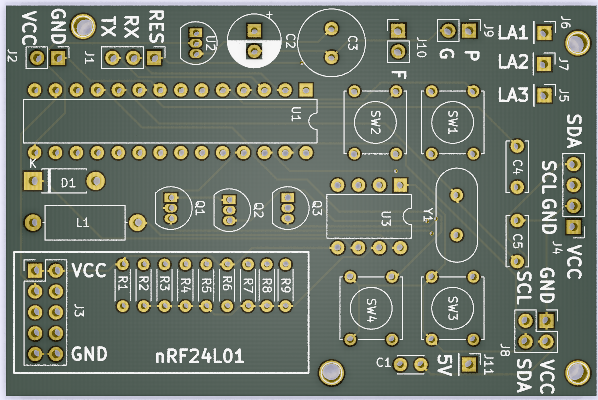 VCC
GND
J2
TX
RX
RES
J1
U2
+
C2
C3
J10
F
G
P
J9
LA1
J6
LA2
J7
LA3
J5
U1
SW2
SW1
SDA
SCL
GND
VCC
J4
C4
C5
K
D1
L1
Q1
Q2
Q3
U3
Y1
VCC
J3
GND
R1
R2
R3
R4
R5
R6
R7
R8
R9
nRF24L01
SW4
SW3
C1
5V
J11
SCL
GND
J8
SDA
VCC